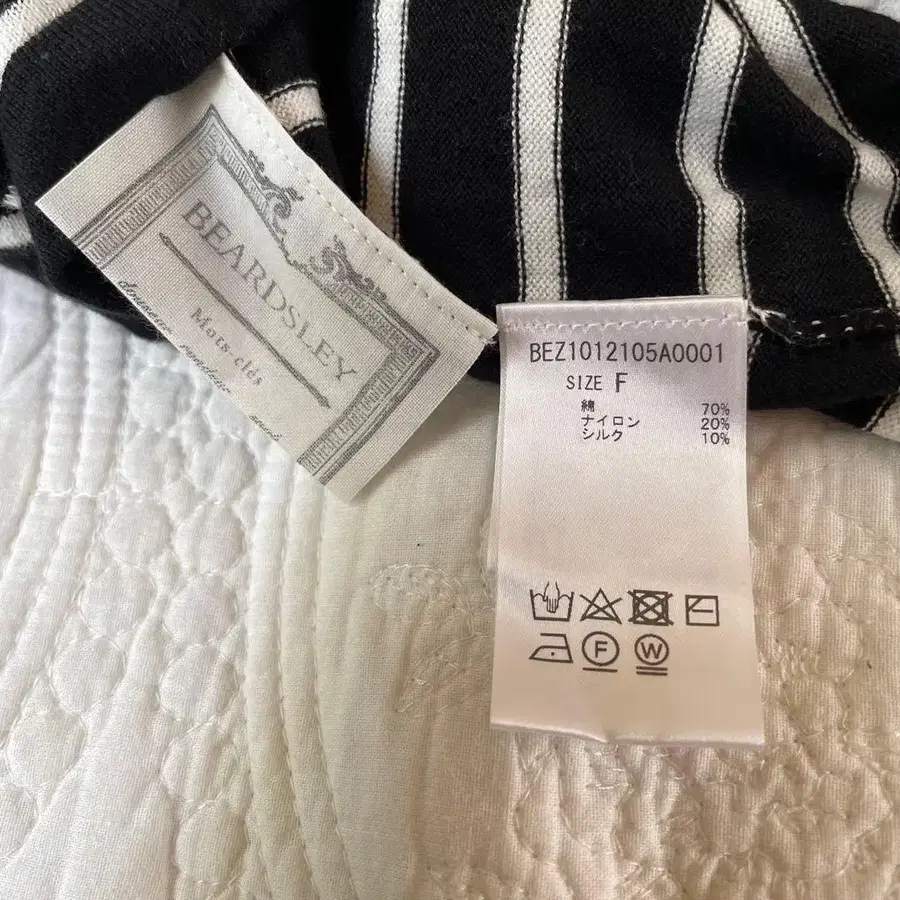 BEARDSLEY
Mots-clés
BEZ1012105A0001
SIZE F
綿 70%
ナイロン 20%
シルク 10%
F
W